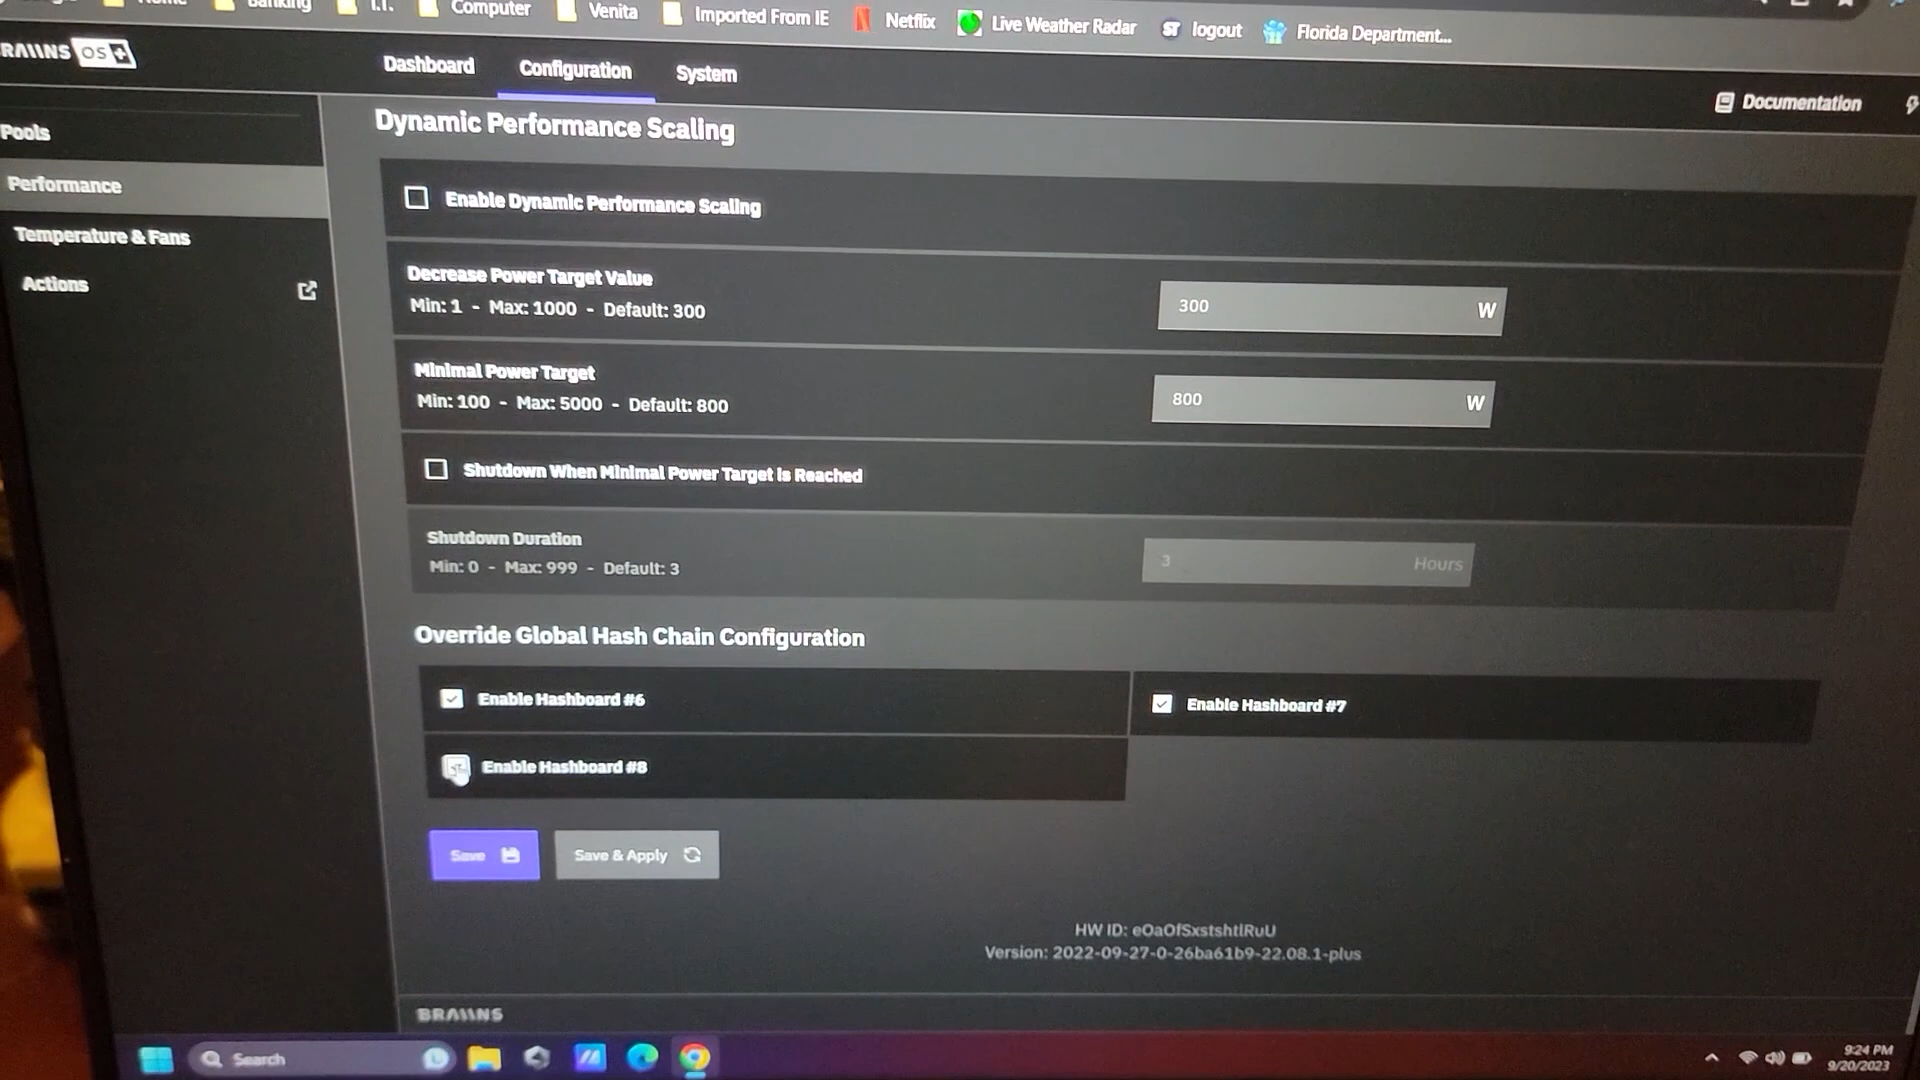 Banking
I.T.
Computer
Venita
Imported From IE
Netflix
Live Weather Radar
ST logout
Florida Department...
BRAIINS OS+
Dashboard
Configuration
System
Documentation
Pools
Performance
Temperature & Fans
Actions
Dynamic Performance Scaling
Enable Dynamic Performance Scaling
Decrease Power Target Value
Min: 1 - Max: 1000 - Default: 300
300 W
Minimal Power Target
Min: 100 - Max: 5000 - Default: 800
800 W
Shutdown When Minimal Power Target is Reached
Shutdown Duration
Min: 0 - Max: 999 - Default: 3
3 Hours
Override Global Hash Chain Configuration
Enable Hashboard #6
Enable Hashboard #7
Enable Hashboard #8
Save
Save & Apply
HW ID: eOaOfSxstshtlRuU
Version: 2022-09-27-0-26ba61b9-22.08.1-plus
BRAIINS
Search
9:24 PM
9/20/2023